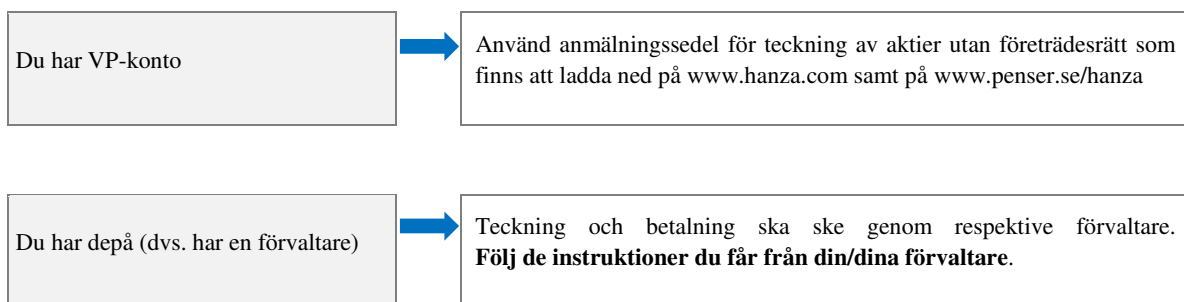 Du har VP-konto
Använd anmälningssedel för teckning av aktier utan företrädesrätt som
finns att ladda ned på www.hanza.com samt på www.penser.se/hanza
Du har depå (dvs. har en förvaltare)
Teckning och betalning ska ske genom respektive förvaltare.
Följ de instruktioner du får från din/dina förvaltare.